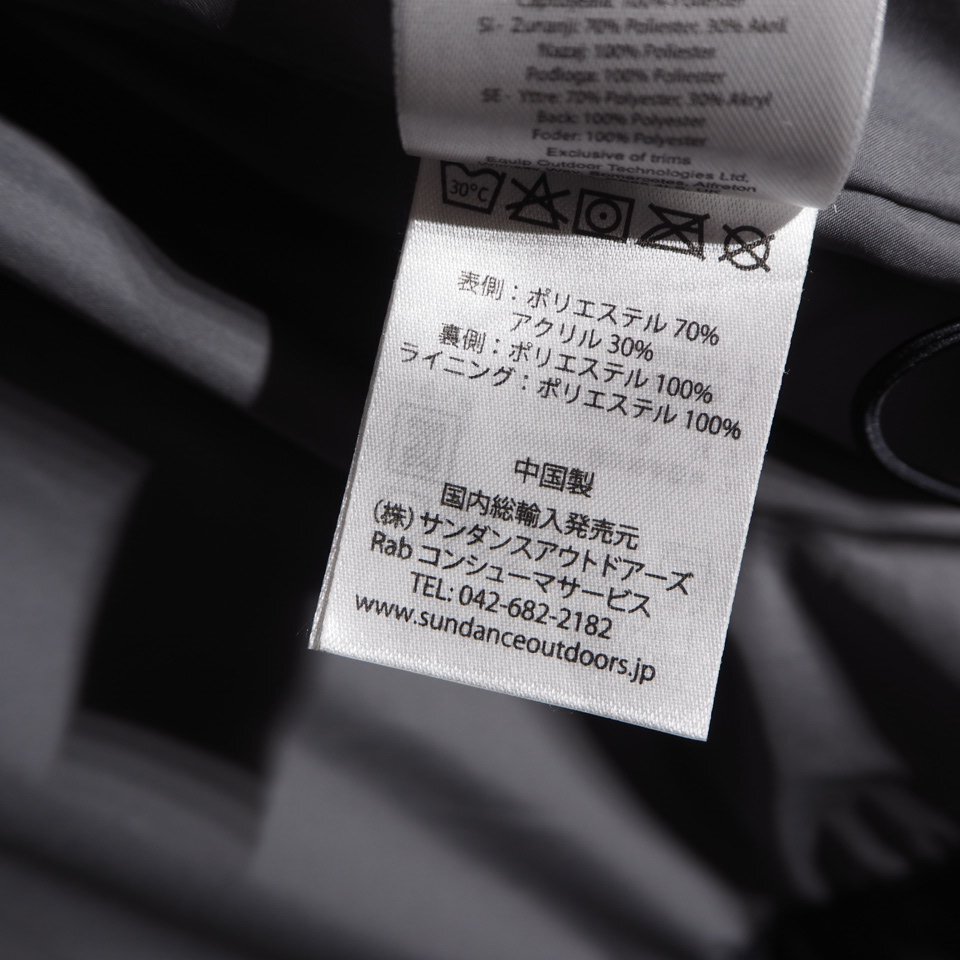 SI - Zunanji: 70% Poliester, 30% Akril
Nazaj: 100% Poliester
Podloga: 100% Poliester
SE - Yttre: 70% Polyester, 30% Akryl
Back: 100% Polyester
Foder: 100% Polyester
Exclusive of trims
Equip Outdoor Technologies Ltd,
Alfreton
30°C
表側：ポリエステル 70%
アクリル 30%
裏側：ポリエステル 100%
ライニング：ポリエステル 100%
中国製
国内総輸入発売元
(株) サンダンスアウトドアーズ
Rab コンシューマサービス
TEL: 042-682-2182
www.sundanceoutdoors.jp